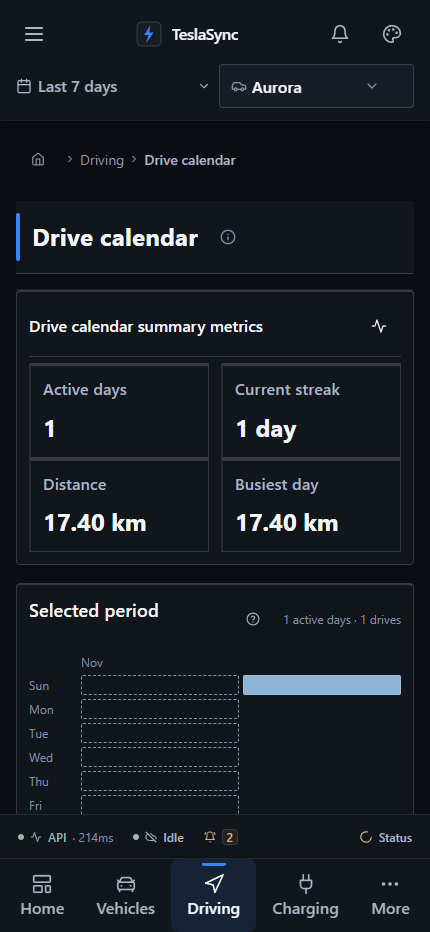 TeslaSync
Last 7 days
Aurora
Driving
Drive calendar
Drive calendar
Drive calendar summary metrics
Active days
1
Current streak
1 day
Distance
17.40 km
Busiest day
17.40 km
Selected period
1 active days · 1 drives
Nov
Sun
Mon
Tue
Wed
Thu
Fri
API · 214ms
Idle
2
Status
Home
Vehicles
Driving
Charging
More